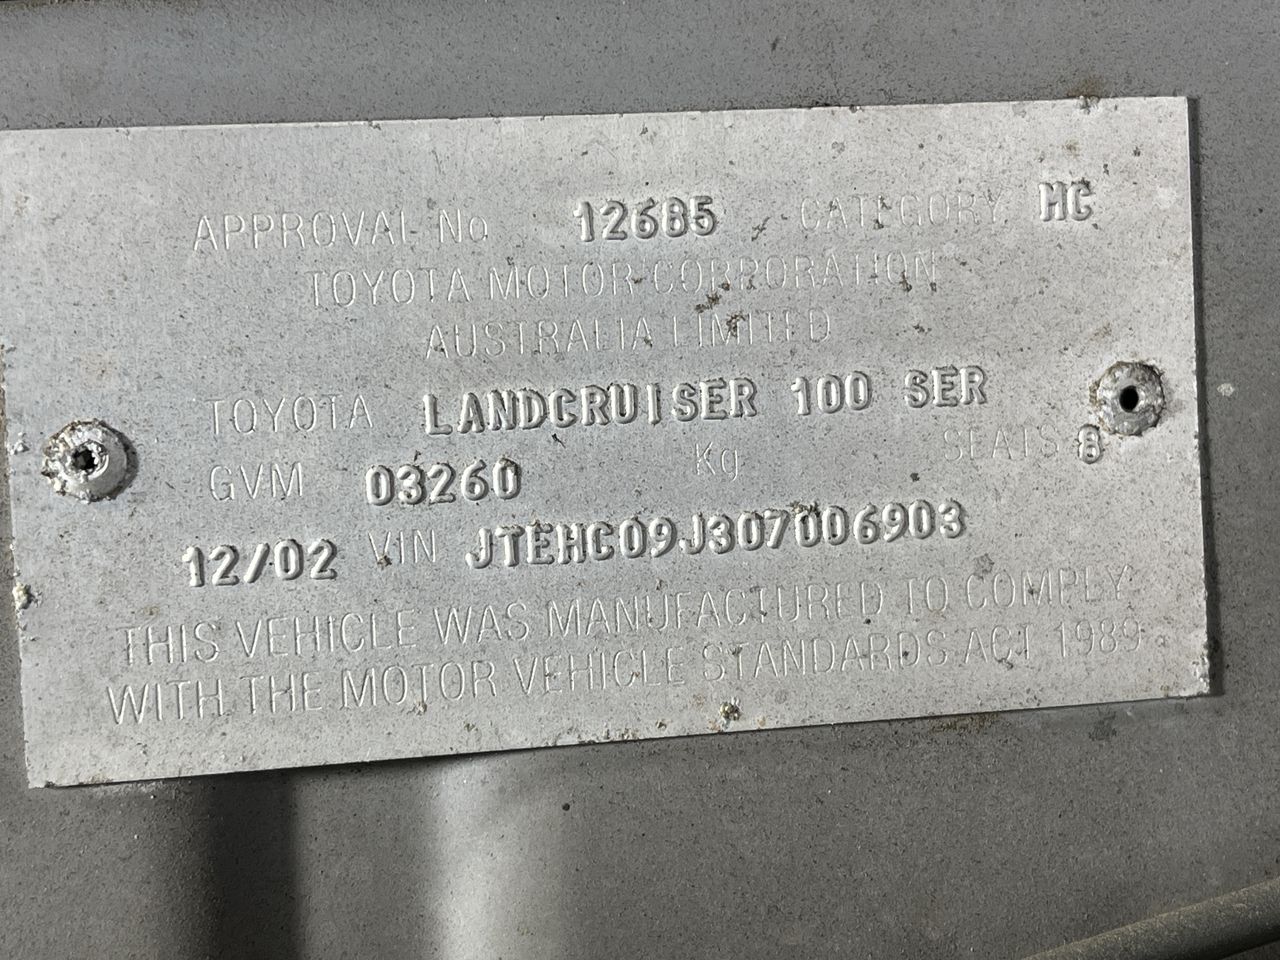 APPROVAL No 12685 CATEGORY MC
TOYOTA MOTOR CORPORATION
AUSTRALIA LIMITED
TOYOTA LANDCRUISER 100 SER
GVM 03260 Kg SEATS 8
12/02 VIN JTEHC09J307006903
THIS VEHICLE WAS MANUFACTURED TO COMPLY
WITH THE MOTOR VEHICLE STANDARDS ACT 1989